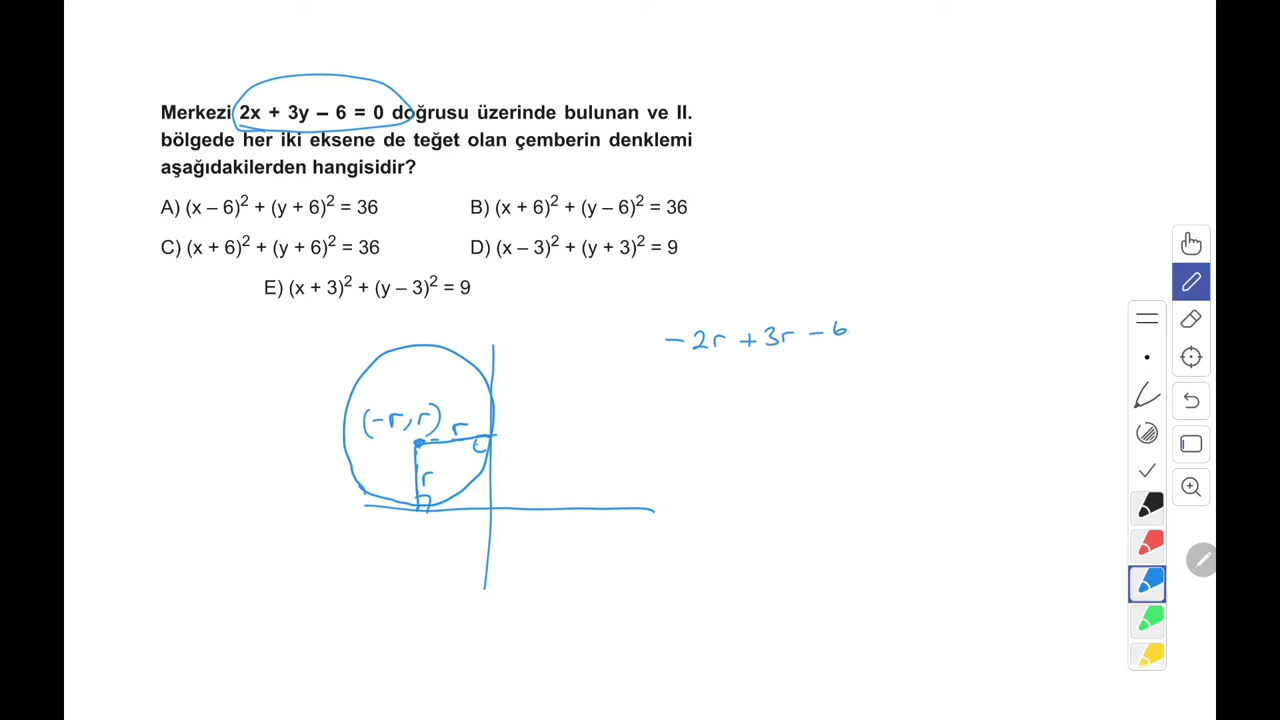 Merkezi 2x + 3y – 6 = 0 doğrusu üzerinde bulunan ve II.
bölgede her iki eksene de teğet olan çemberin denklemi
aşağıdakilerden hangisidir?
A) (x – 6)² + (y + 6)² = 36 B) (x + 6)² + (y – 6)² = 36
C) (x + 6)² + (y + 6)² = 36 D) (x – 3)² + (y + 3)² = 9
E) (x + 3)² + (y – 3)² = 9
-2r + 3r - 6
(-r, r)
r
r